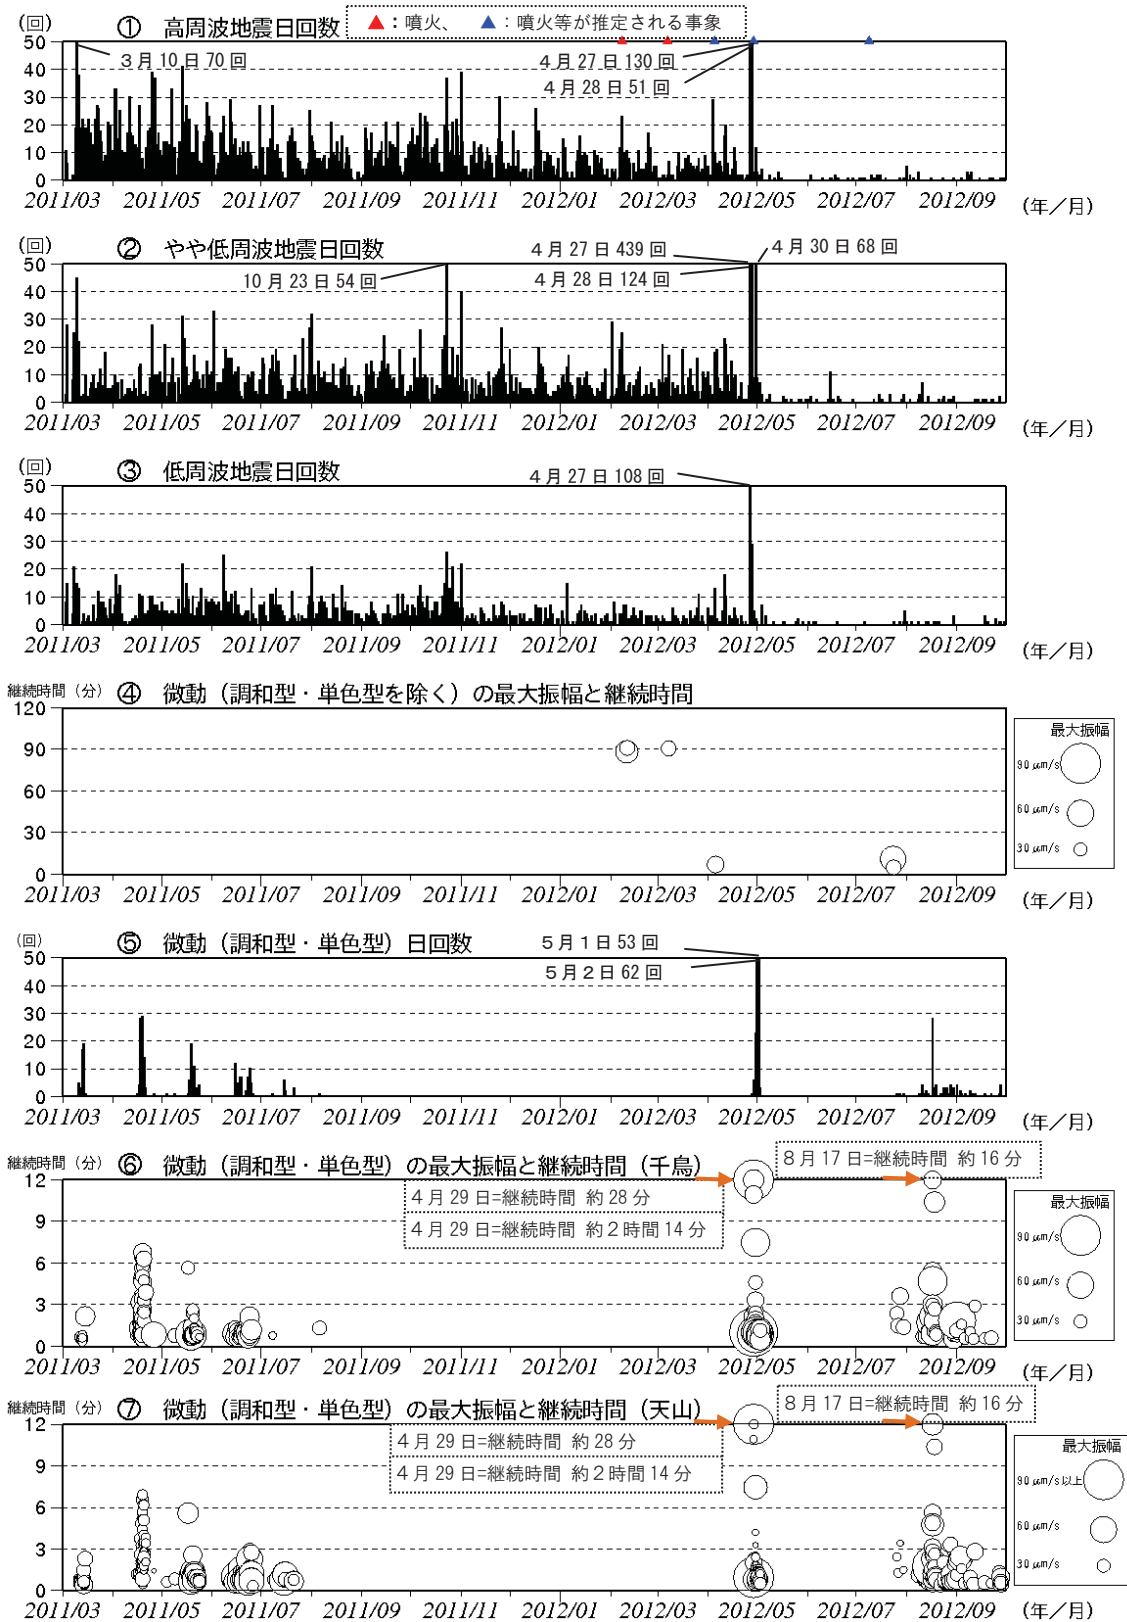 (回) ① 高周波地震日回数 ▲：噴火、 ▲：噴火等が推定される事象
50
40
30
20
10
0
3月10日70回
4月27日130回
4月28日51回
2011/03 2011/05 2011/07 2011/09 2011/11 2012/01 2012/03 2012/05 2012/07 2012/09 (年／月)
(回) ② やや低周波地震日回数
50
40
30
20
10
0
10月23日54回
4月27日439回
4月28日124回
4月30日68回
2011/03 2011/05 2011/07 2011/09 2011/11 2012/01 2012/03 2012/05 2012/07 2012/09 (年／月)
(回) ③ 低周波地震日回数
50
40
30
20
10
0
4月27日108回
2011/03 2011/05 2011/07 2011/09 2011/11 2012/01 2012/03 2012/05 2012/07 2012/09 (年／月)
継続時間（分） ④ 微動（調和型・単色型を除く）の最大振幅と継続時間
120
90
60
30
0
最大振幅
90 μm/s
60 μm/s
30 μm/s
2011/03 2011/05 2011/07 2011/09 2011/11 2012/01 2012/03 2012/05 2012/07 2012/09 (年／月)
(回) ⑤ 微動（調和型・単色型）日回数
50
40
30
20
10
0
5月1日53回
5月2日62回
2011/03 2011/05 2011/07 2011/09 2011/11 2012/01 2012/03 2012/05 2012/07 2012/09 (年／月)
継続時間（分） ⑥ 微動（調和型・単色型）の最大振幅と継続時間（千鳥）
12
9
6
3
0
8月17日=継続時間 約16分
4月29日=継続時間 約28分
4月29日=継続時間 約2時間14分
最大振幅
90 μm/s
60 μm/s
30 μm/s
2011/03 2011/05 2011/07 2011/09 2011/11 2012/01 2012/03 2012/05 2012/07 2012/09 (年／月)
継続時間（分） ⑦ 微動（調和型・単色型）の最大振幅と継続時間（天山）
12
9
6
3
0
8月17日=継続時間 約16分
4月29日=継続時間 約28分
4月29日=継続時間 約2時間14分
最大振幅
90 μm/s以上
60 μm/s
30 μm/s
2011/03 2011/05 2011/07 2011/09 2011/11 2012/01 2012/03 2012/05 2012/07 2012/09 (年／月)